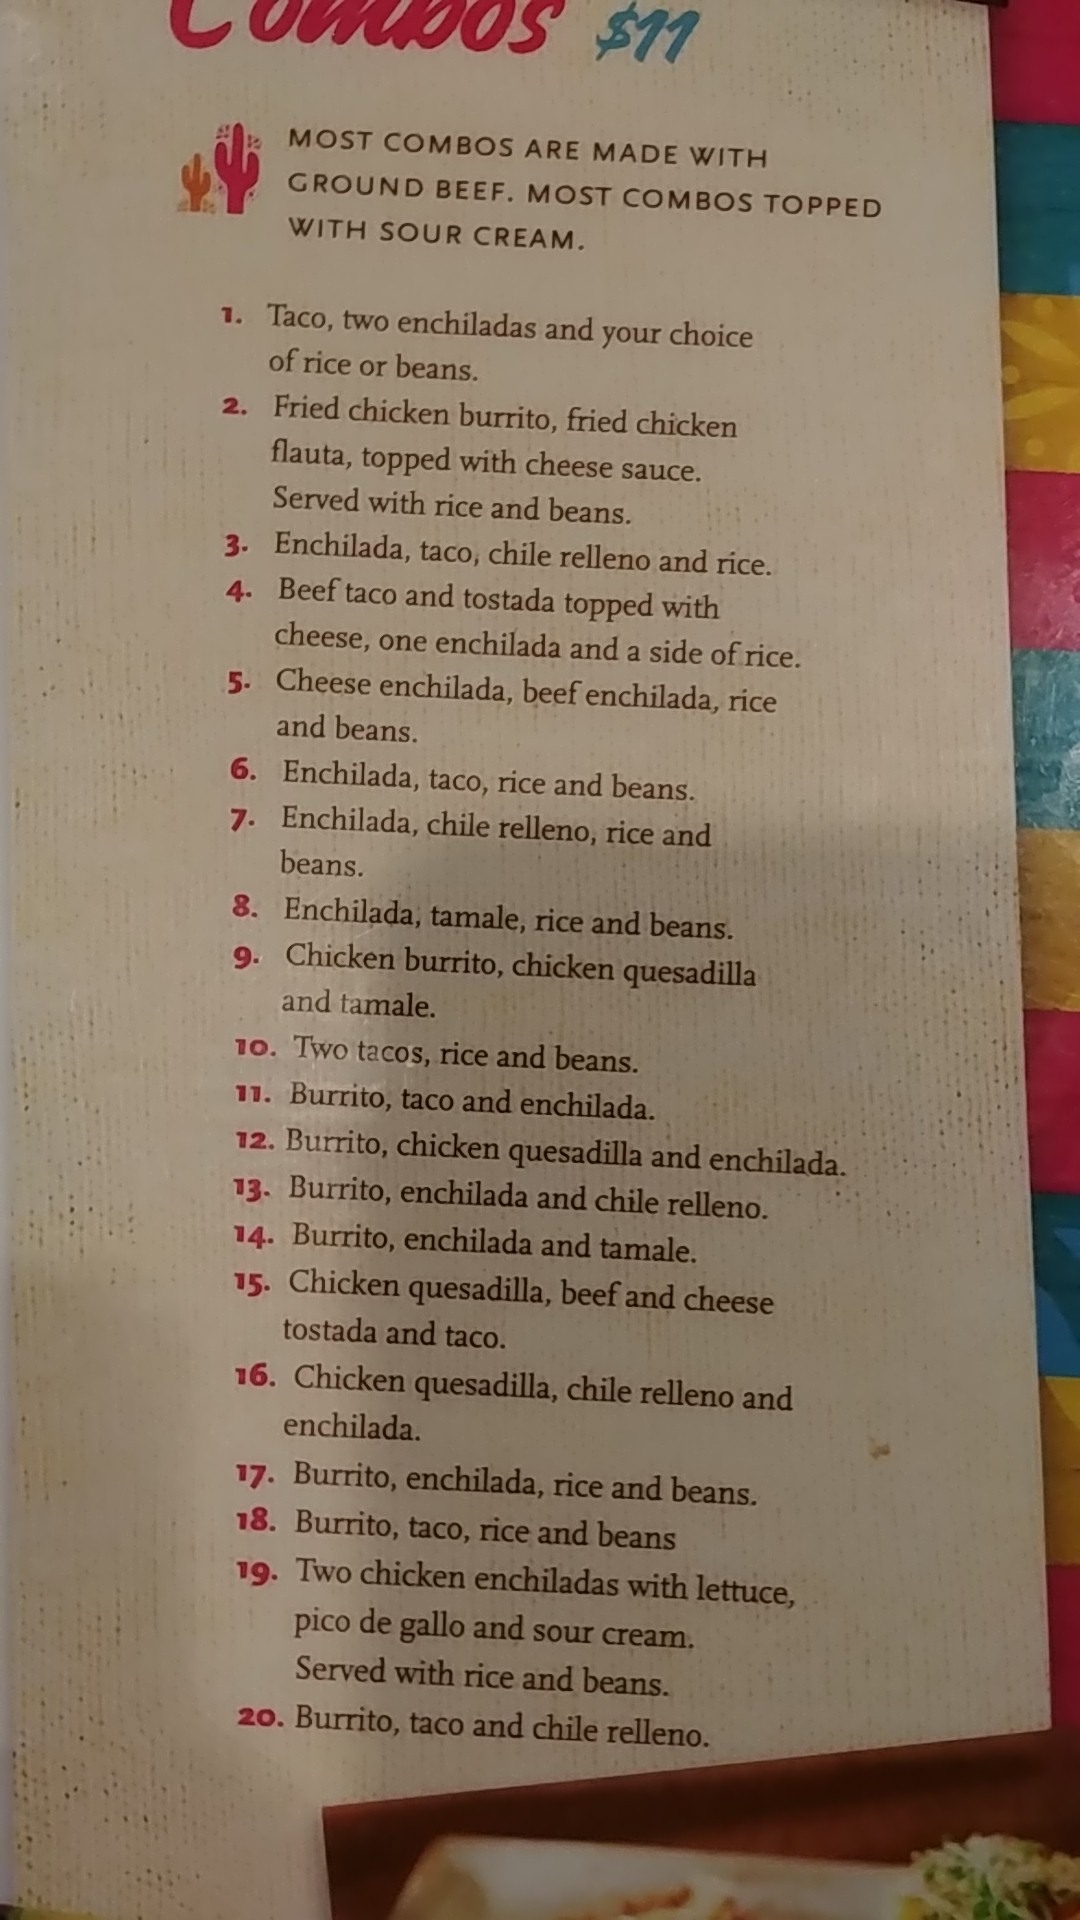 Combos $11
MOST COMBOS ARE MADE WITH
GROUND BEEF. MOST COMBOS TOPPED
WITH SOUR CREAM.
1. Taco, two enchiladas and your choice
of rice or beans.
2. Fried chicken burrito, fried chicken
flauta, topped with cheese sauce.
Served with rice and beans.
3. Enchilada, taco, chile relleno and rice.
4. Beef taco and tostada topped with
cheese, one enchilada and a side of rice.
5. Cheese enchilada, beef enchilada, rice
and beans.
6. Enchilada, taco, rice and beans.
7. Enchilada, chile relleno, rice and
beans.
8. Enchilada, tamale, rice and beans.
9. Chicken burrito, chicken quesadilla
and tamale.
10. Two tacos, rice and beans.
11. Burrito, taco and enchilada.
12. Burrito, chicken quesadilla and enchilada.
13. Burrito, enchilada and chile relleno.
14. Burrito, enchilada and tamale.
15. Chicken quesadilla, beef and cheese
tostada and taco.
16. Chicken quesadilla, chile relleno and
enchilada.
17. Burrito, enchilada, rice and beans.
18. Burrito, taco, rice and beans
19. Two chicken enchiladas with lettuce,
pico de gallo and sour cream.
Served with rice and beans.
20. Burrito, taco and chile relleno.